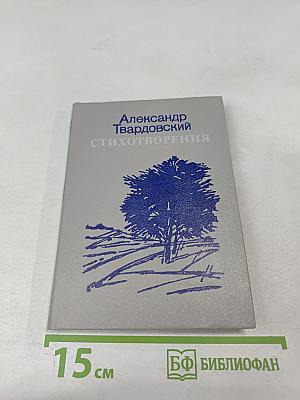 Александр
Твардовский
СТИХОТВОРЕНИЯ
15 см
БФ БИБЛИОФАН